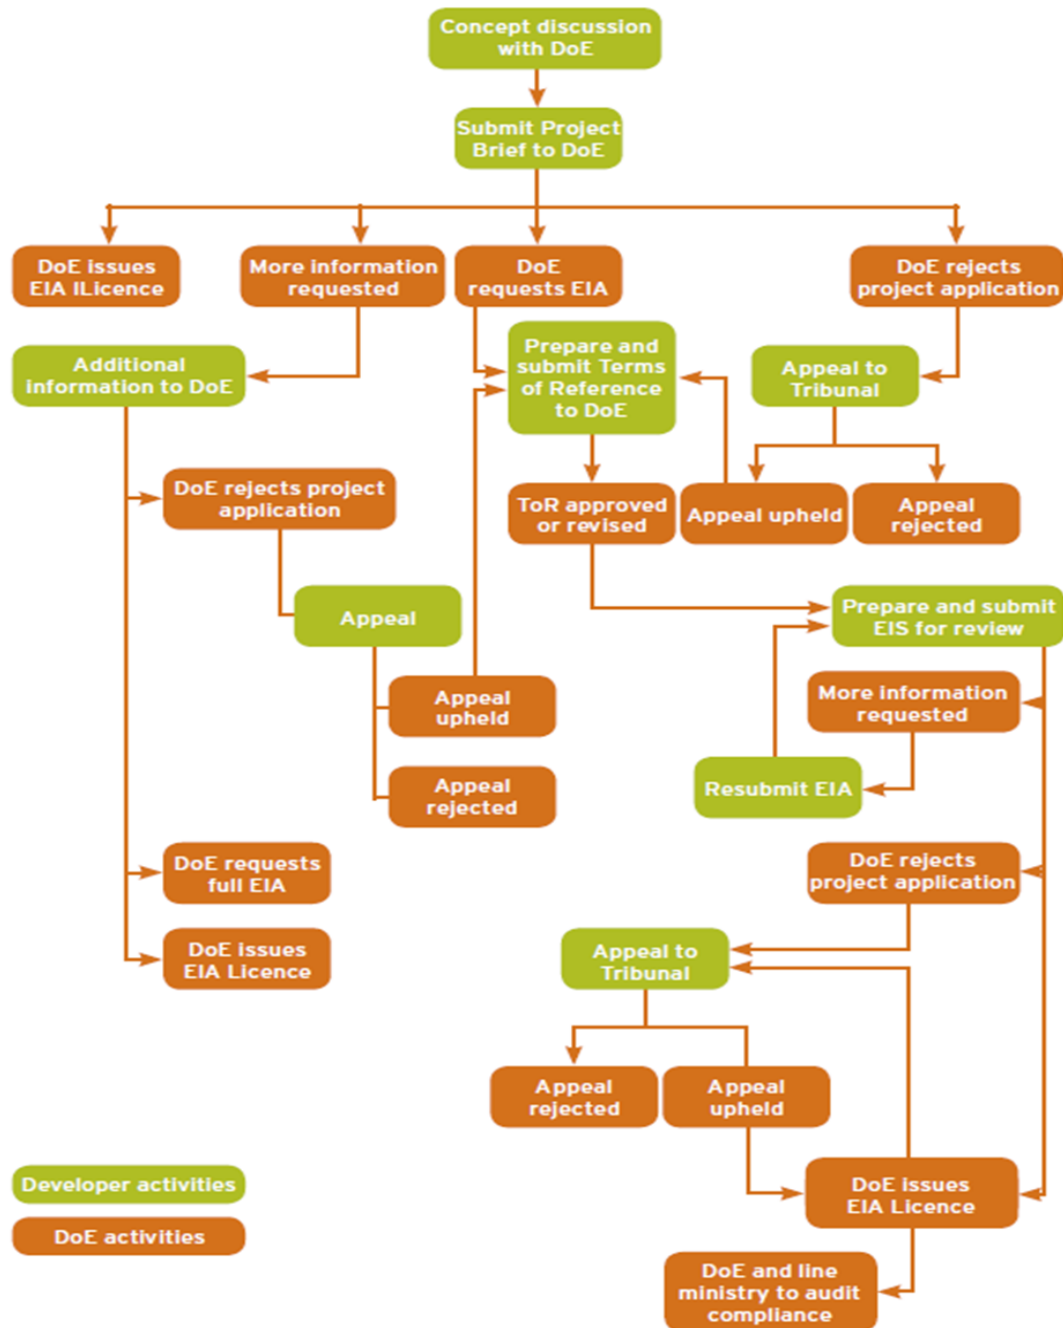 Concept discussion
with DoE
Submit Project
Brief to DoE
DoE issues
EIA lLicence
More information
requested
DoE
requests EIA
DoE rejects
project application
Additional
information to DoE
Prepare and
submit Terms
of Reference
to DoE
Appeal to
Tribunal
DoE rejects project
application
ToR approved
or revised
Appeal upheld
Appeal
rejected
Appeal
Prepare and submit
EIS for review
Appeal
upheld
More information
requested
Appeal
rejected
Resubmit EIA
DoE requests
full EIA
DoE rejects
project application
DoE issues
EIA Licence
Appeal to
Tribunal
Appeal
rejected
Appeal
upheld
Developer activities
DoE issues
EIA Licence
DoE activities
DoE and line
ministry to audit
compliance